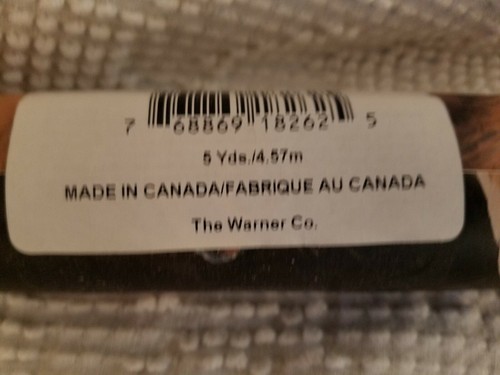 7 68869 18262 5
5 Yds./4.57m
MADE IN CANADA/FABRIQUE AU CANADA
The Warner Co.